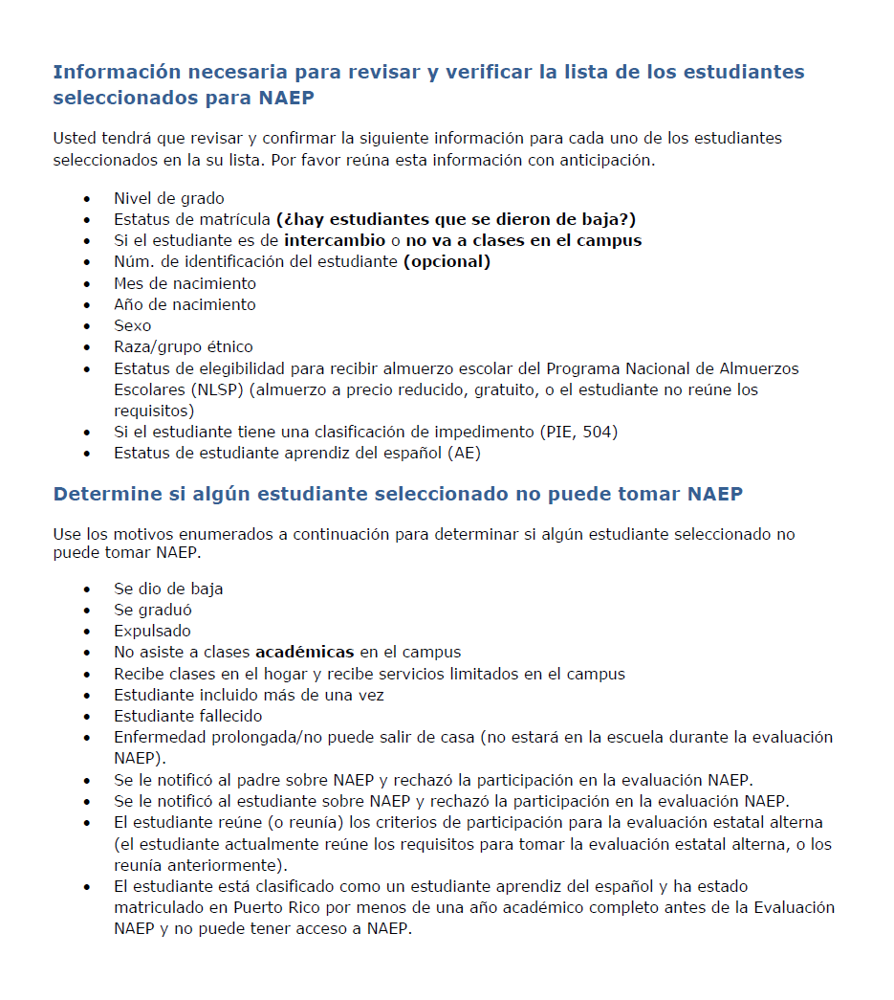 Información necesaria para revisar y verificar la lista de los estudiantes
seleccionados para NAEP
Usted tendrá que revisar y confirmar la siguiente información para cada uno de los estudiantes
seleccionados en la su lista. Por favor reúna esta información con anticipación.
• Nivel de grado
• Estatus de matrícula (¿hay estudiantes que se dieron de baja?)
• Si el estudiante es de intercambio o no va a clases en el campus
• Núm. de identificación del estudiante (opcional)
• Mes de nacimiento
• Año de nacimiento
• Sexo
• Raza/grupo étnico
• Estatus de elegibilidad para recibir almuerzo escolar del Programa Nacional de Almuerzos
Escolares (NLSP) (almuerzo a precio reducido, gratuito, o el estudiante no reúne los
requisitos)
• Si el estudiante tiene una clasificación de impedimento (PIE, 504)
• Estatus de estudiante aprendiz del español (AE)
Determine si algún estudiante seleccionado no puede tomar NAEP
Use los motivos enumerados a continuación para determinar si algún estudiante seleccionado no
puede tomar NAEP.
• Se dio de baja
• Se graduó
• Expulsado
• No asiste a clases académicas en el campus
• Recibe clases en el hogar y recibe servicios limitados en el campus
• Estudiante incluido más de una vez
• Estudiante fallecido
• Enfermedad prolongada/no puede salir de casa (no estará en la escuela durante la evaluación
NAEP).
• Se le notificó al padre sobre NAEP y rechazó la participación en la evaluación NAEP.
• Se le notificó al estudiante sobre NAEP y rechazó la participación en la evaluación NAEP.
• El estudiante reúne (o reunía) los criterios de participación para la evaluación estatal alterna
(el estudiante actualmente reúne los requisitos para tomar la evaluación estatal alterna, o los
reunía anteriormente).
• El estudiante está clasificado como un estudiante aprendiz del español y ha estado
matriculado en Puerto Rico por menos de una año académico completo antes de la Evaluación
NAEP y no puede tener acceso a NAEP.